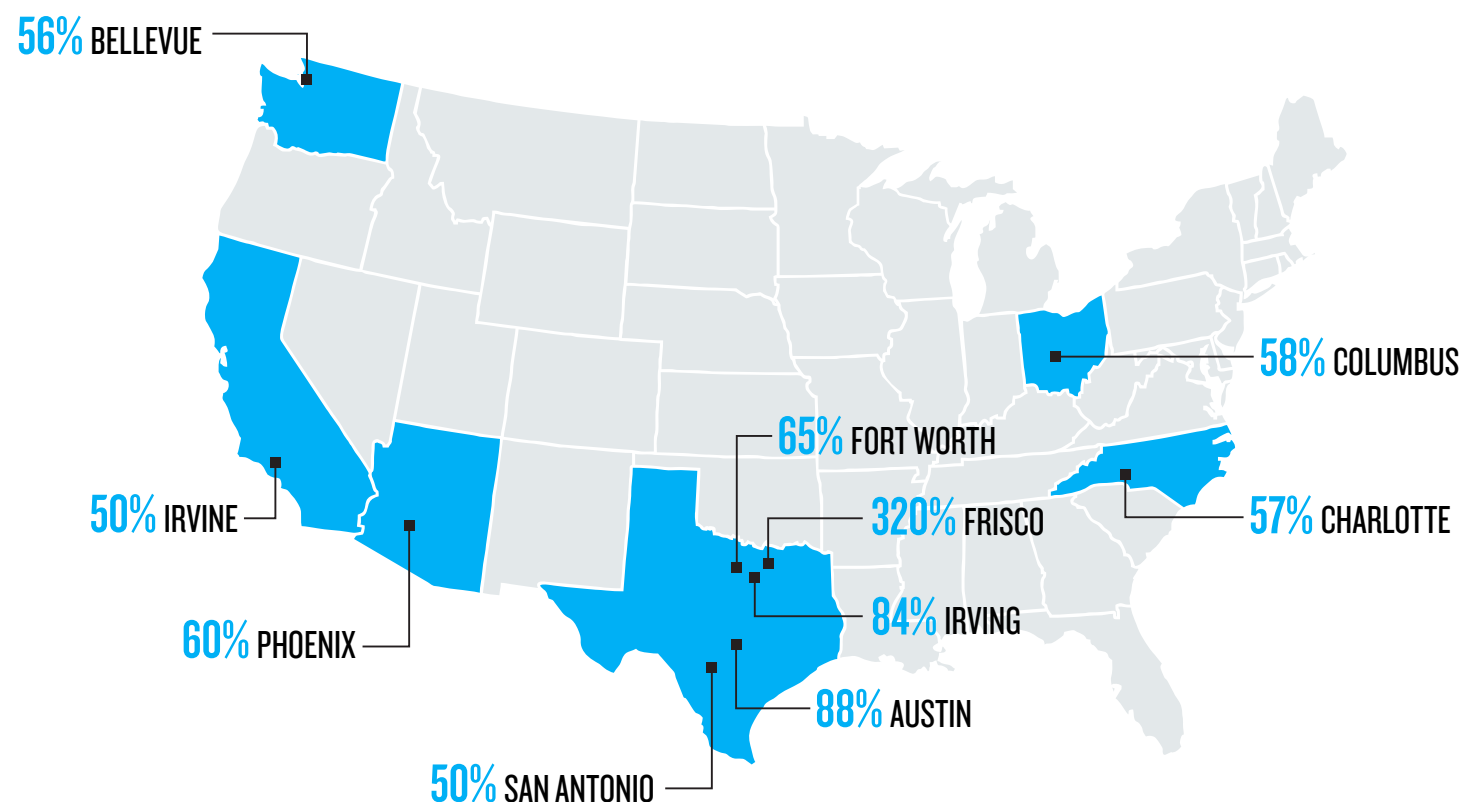 56% BELLEVUE
58% COLUMBUS
65% FORT WORTH
50% IRVINE
320% FRISCO
57% CHARLOTTE
84% IRVING
60% PHOENIX
88% AUSTIN
50% SAN ANTONIO